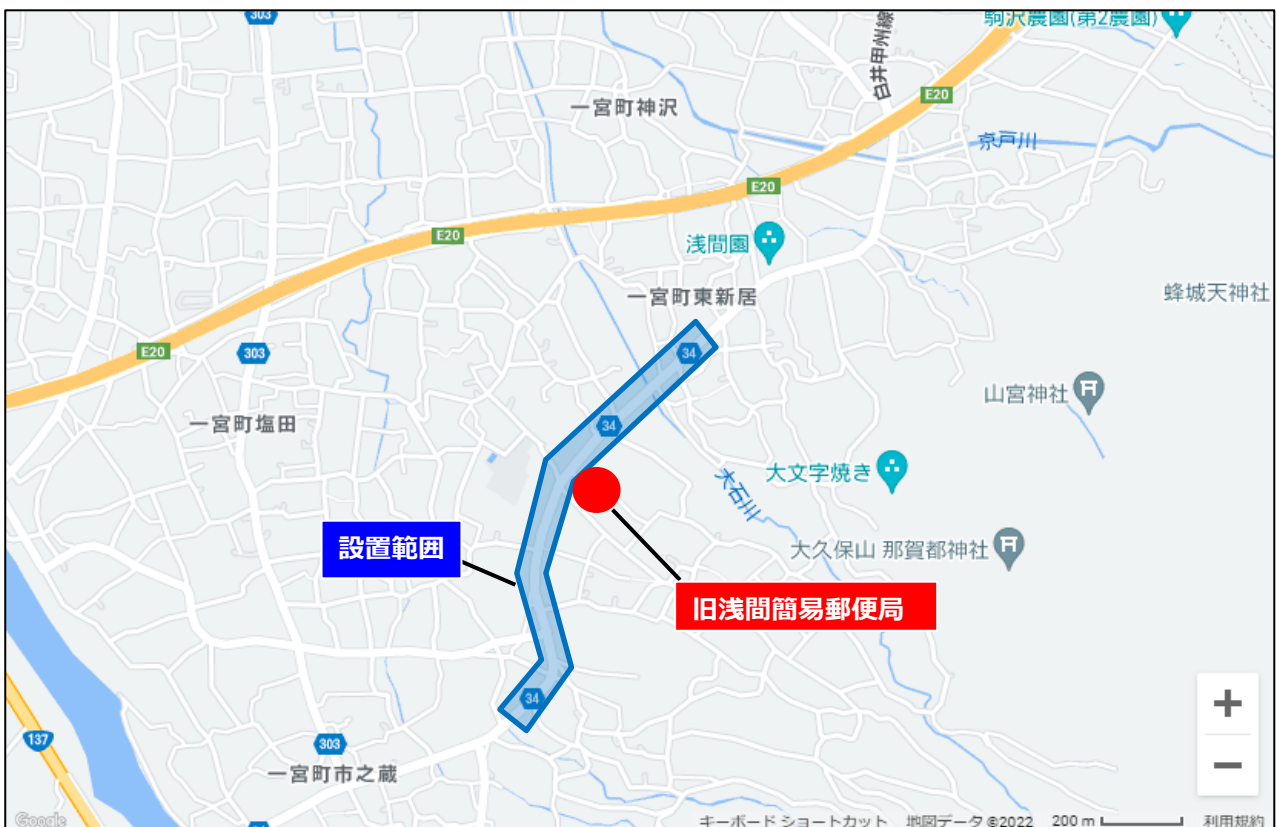 303
駒沢農園(第2農園)
白井甲州線
E20
一宮町神沢
京戸川
E20
浅間園
E20
一宮町東新居
蜂城天神社
E20
303
34
山宮神社
一宮町塩田
34
大文字焼き
大石川
設置範囲
大久保山 那賀都神社
旧浅間簡易郵便局
34
137
303
一宮町市之蔵
Google
キーボード ショートカット 地図データ ©2022 200 m 利用規約